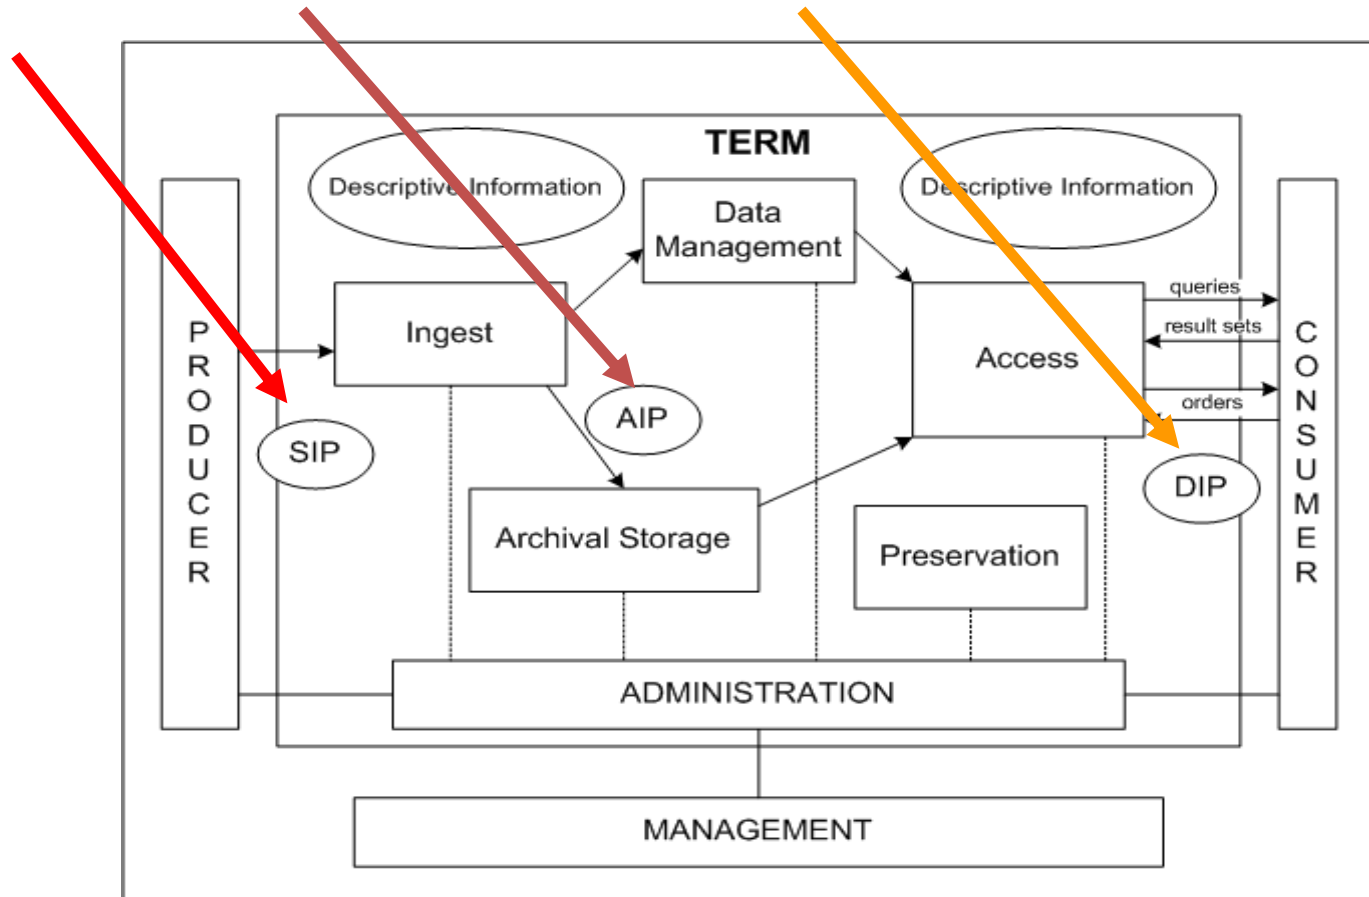 TERM
Descriptive Information
Descriptive Information
Data
Management
queries
result sets
orders
Ingest
Access
PRODUCER
CONSUMER
AIP
SIP
DIP
Archival Storage
Preservation
ADMINISTRATION
MANAGEMENT